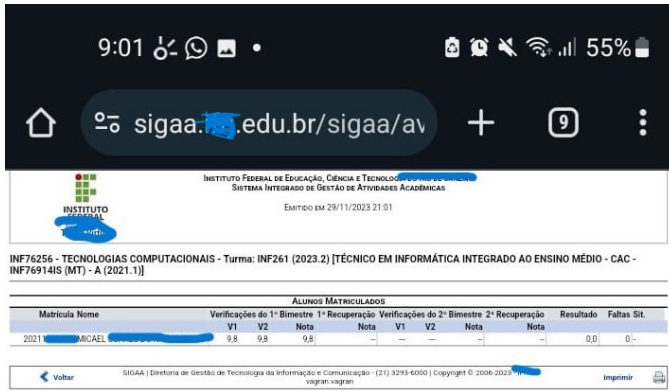 9:01 55%
sigaa. .edu.br/sigaa/av 9
INSTITUTO FEDERAL DE EDUCAÇÃO, CIÊNCIA E
SISTEMA INTEGRADO DE GESTÃO DE ATIVIDADES ACADÊMICAS
EMITIDO EM 29/11/2023 21:01
INSTITUTO
FEDERAL
INF76256 - TECNOLOGIAS COMPUTACIONAIS - Turma: INF261 (2023.2) [TÉCNICO EM INFORMÁTICA INTEGRADO AO ENSINO MÉDIO - CAC -
INF76914IS (MT) - A (2021.1)]
ALUNOS MATRICULADOS
Matrícula Nome Verificações do 1º Bimestre 1ª Recuperação Verificações do 2º Bimestre 2ª Recuperação Resultado Faltas Sit.
V1 V2 Nota Nota V1 V2 Nota Nota
2021 MICAEL 9,8 9,8 9,8 -- -- -- -- -- 0,0 0 --
Voltar SIGAA | Diretoria de Gestão de Tecnologia da Informação e Comunicação - (21) 3293-6000 | Copyright © 2006-2023 Imprimir
vagran.vagran